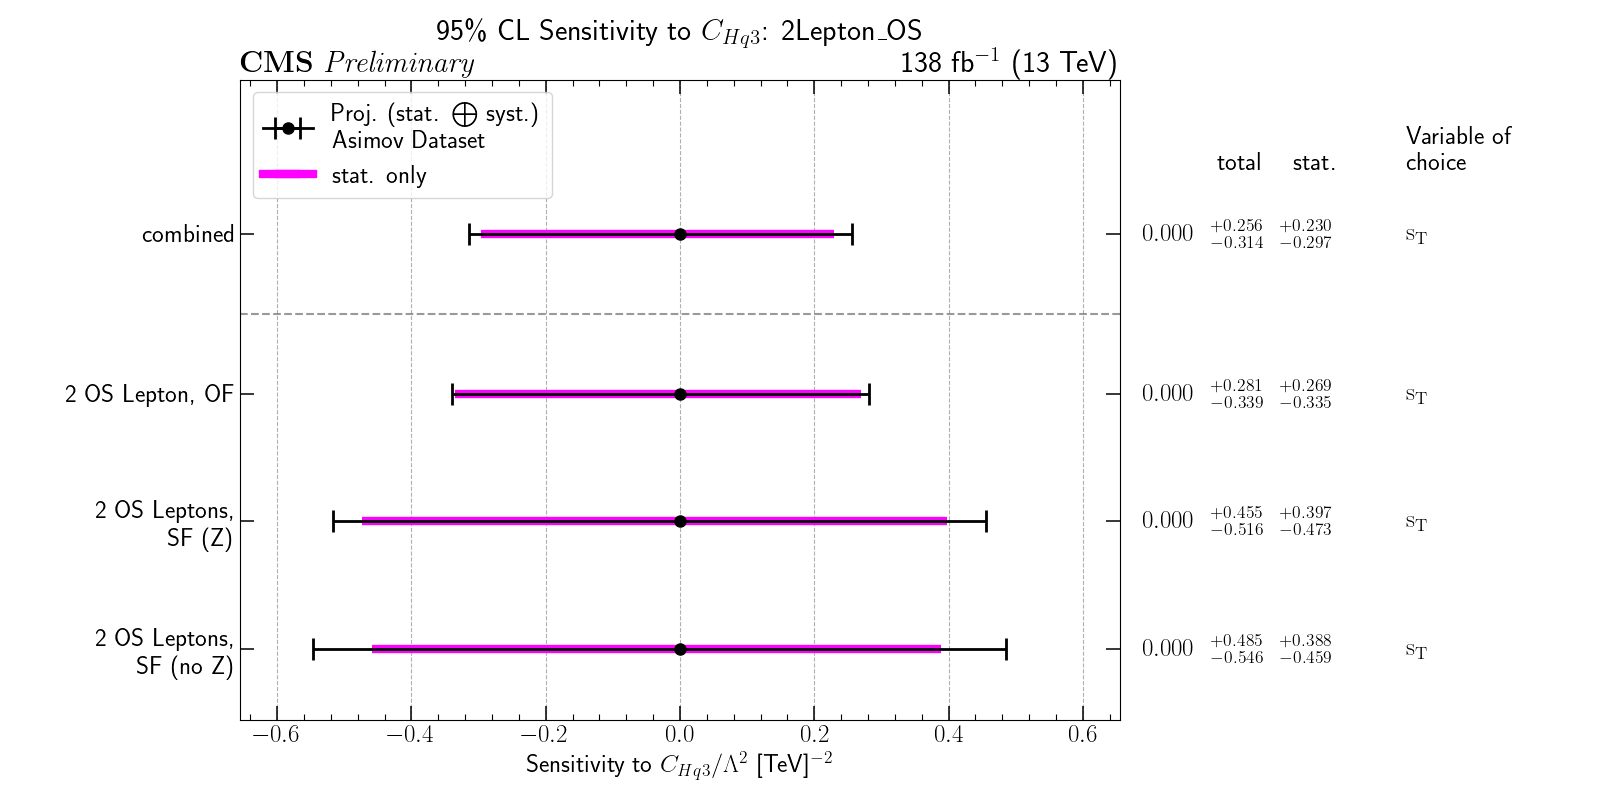 95% CL Sensitivity to C_{Hq3}: 2Lepton_OS
CMS Preliminary 138 fb^{-1} (13 TeV)
Proj. (stat. ⨁ syst.)
Asimov Dataset
stat. only
Variable of
choice
total stat.
combined 0.000 +0.256 −0.314 +0.230 −0.297 s_T
2 OS Lepton, OF 0.000 +0.281 −0.339 +0.269 −0.335 s_T
2 OS Leptons,
SF (Z) 0.000 +0.455 −0.516 +0.397 −0.473 s_T
2 OS Leptons,
SF (no Z) 0.000 +0.485 −0.546 +0.388 −0.459 s_T
−0.6 −0.4 −0.2 0.0 0.2 0.4 0.6
Sensitivity to C_{Hq3}/Λ^2 [TeV]^{−2}